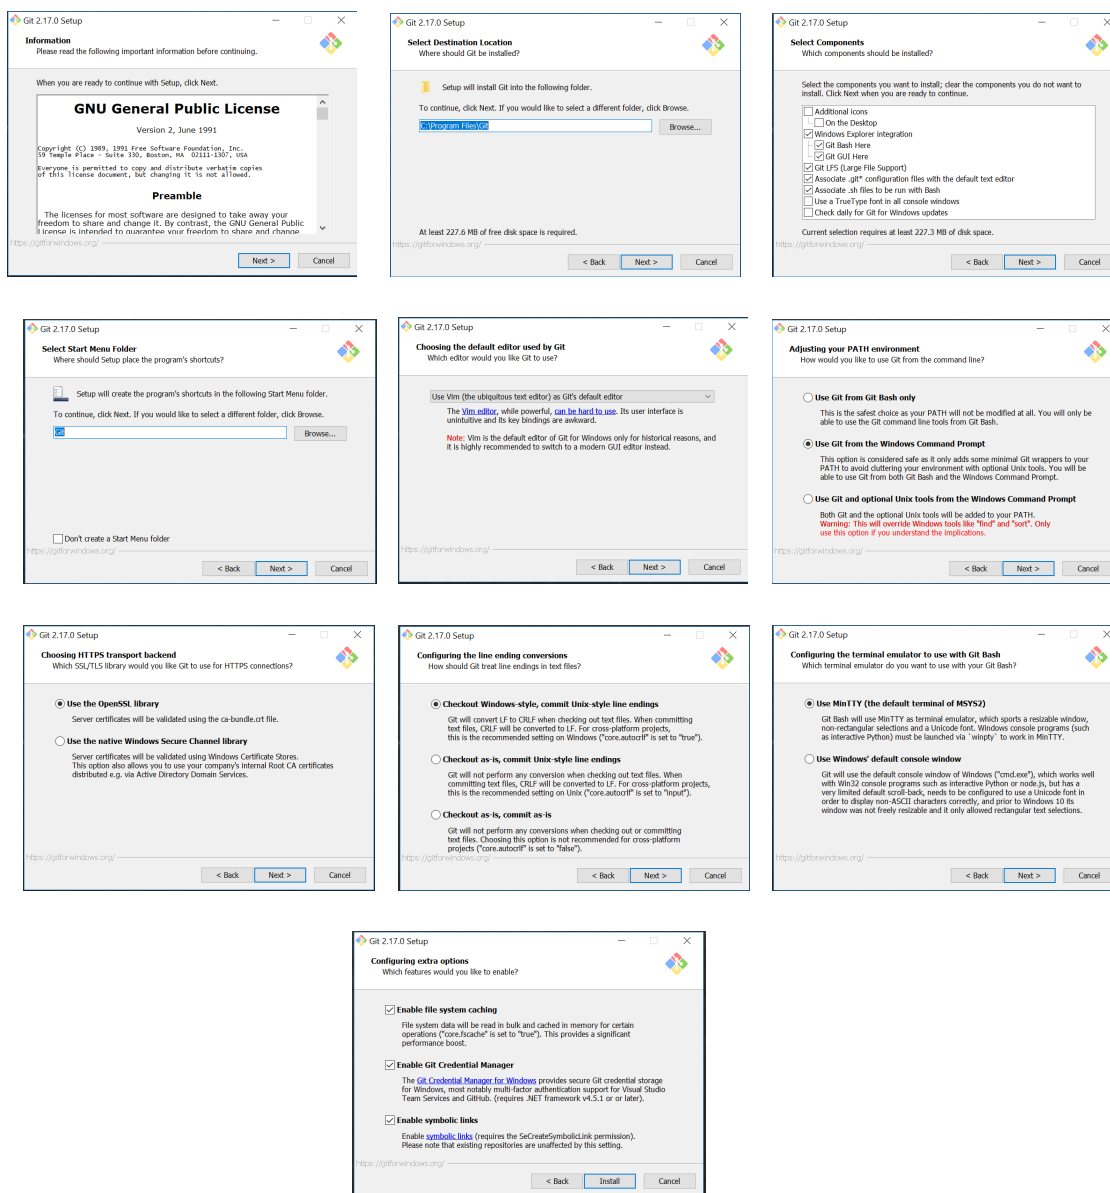 Git 2.17.0 Setup
Information
Please read the following important information before continuing.
When you are ready to continue with Setup, click Next.
GNU General Public License
Version 2, June 1991
Copyright (C) 1989, 1991 Free Software Foundation, Inc.
59 Temple Place - Suite 330, Boston, MA  02111-1307, USA
Everyone is permitted to copy and distribute verbatim copies
of this license document, but changing it is not allowed.
Preamble
The licenses for most software are designed to take away your
freedom to share and change it. By contrast, the GNU General Public
License is intended to guarantee your freedom to share and change
https://gitforwindows.org/
Next >
Cancel
Git 2.17.0 Setup
Select Destination Location
Where should Git be installed?
Setup will install Git into the following folder.
To continue, click Next. If you would like to select a different folder, click Browse.
C:\Program Files\Git
Browse...
At least 227.6 MB of free disk space is required.
https://gitforwindows.org/
< Back
Next >
Cancel
Git 2.17.0 Setup
Select Components
Which components should be installed?
Select the components you want to install; clear the components you do not want to
install. Click Next when you are ready to continue.
Additional icons
On the Desktop
Windows Explorer integration
Git Bash Here
Git GUI Here
Git LFS (Large File Support)
Associate .git* configuration files with the default text editor
Associate .sh files to be run with Bash
Use a TrueType font in all console windows
Check daily for Git for Windows updates
Current selection requires at least 227.3 MB of disk space.
https://gitforwindows.org/
< Back
Next >
Cancel
Git 2.17.0 Setup
Select Start Menu Folder
Where should Setup place the program's shortcuts?
Setup will create the program's shortcuts in the following Start Menu folder.
To continue, click Next. If you would like to select a different folder, click Browse.
Git
Browse...
Don't create a Start Menu folder
https://gitforwindows.org/
< Back
Next >
Cancel
Git 2.17.0 Setup
Choosing the default editor used by Git
Which editor would you like Git to use?
Use Vim (the ubiquitous text editor) as Git's default editor
The Vim editor, while powerful, can be hard to use. Its user interface is
unintuitive and its key bindings are awkward.
Note: Vim is the default editor of Git for Windows only for historical reasons, and
it is highly recommended to switch to a modern GUI editor instead.
https://gitforwindows.org/
< Back
Next >
Cancel
Git 2.17.0 Setup
Adjusting your PATH environment
How would you like to use Git from the command line?
Use Git from Git Bash only
This is the safest choice as your PATH will not be modified at all. You will only be
able to use the Git command line tools from Git Bash.
Use Git from the Windows Command Prompt
This option is considered safe as it only adds some minimal Git wrappers to your
PATH to avoid cluttering your environment with optional Unix tools. You will be
able to use Git from both Git Bash and the Windows Command Prompt.
Use Git and optional Unix tools from the Windows Command Prompt
Both Git and the optional Unix tools will be added to your PATH.
Warning: This will override Windows tools like "find" and "sort". Only
use this option if you understand the implications.
https://gitforwindows.org/
< Back
Next >
Cancel
Git 2.17.0 Setup
Choosing HTTPS transport backend
Which SSL/TLS library would you like Git to use for HTTPS connections?
Use the OpenSSL library
Server certificates will be validated using the ca-bundle.crt file.
Use the native Windows Secure Channel library
Server certificates will be validated using Windows Certificate Stores.
This option also allows you to use your company's internal Root CA certificates
distributed e.g. via Active Directory Domain Services.
https://gitforwindows.org/
< Back
Next >
Cancel
Git 2.17.0 Setup
Configuring the line ending conversions
How should Git treat line endings in text files?
Checkout Windows-style, commit Unix-style line endings
Git will convert LF to CRLF when checking out text files. When committing
text files, CRLF will be converted to LF. For cross-platform projects,
this is the recommended setting on Windows ("core.autocrlf" is set to "true").
Checkout as-is, commit Unix-style line endings
Git will not perform any conversion when checking out text files. When
committing text files, CRLF will be converted to LF. For cross-platform projects,
this is the recommended setting on Unix ("core.autocrlf" is set to "input").
Checkout as-is, commit as-is
Git will not perform any conversions when checking out or committing
text files. Choosing this option is not recommended for cross-platform
projects ("core.autocrlf" is set to "false").
https://gitforwindows.org/
< Back
Next >
Cancel
Git 2.17.0 Setup
Configuring the terminal emulator to use with Git Bash
Which terminal emulator do you want to use with your Git Bash?
Use MinTTY (the default terminal of MSYS2)
Git Bash will use MinTTY as terminal emulator, which sports a resizable window,
non-rectangular selections and a Unicode font. Windows console programs (such
as interactive Python) must be launched via `winpty` to work in MinTTY.
Use Windows' default console window
Git will use the default console window of Windows ("cmd.exe"), which works well
with Win32 console programs such as interactive Python or node.js, but has a
very limited default scroll-back, needs to be configured to use a Unicode font in
order to display non-ASCII characters correctly, and prior to Windows 10 its
window was not freely resizable and it only allowed rectangular text selections.
https://gitforwindows.org/
< Back
Next >
Cancel
Git 2.17.0 Setup
Configuring extra options
Which features would you like to enable?
Enable file system caching
File system data will be read in bulk and cached in memory for certain
operations ("core.fscache" is set to "true"). This provides a significant
performance boost.
Enable Git Credential Manager
The Git Credential Manager for Windows provides secure Git credential storage
for Windows, most notably multi-factor authentication support for Visual Studio
Team Services and GitHub. (requires .NET framework v4.5.1 or or later).
Enable symbolic links
Enable symbolic links (requires the SeCreateSymbolicLink permission).
Please note that existing repositories are unaffected by this setting.
https://gitforwindows.org/
< Back
Install
Cancel